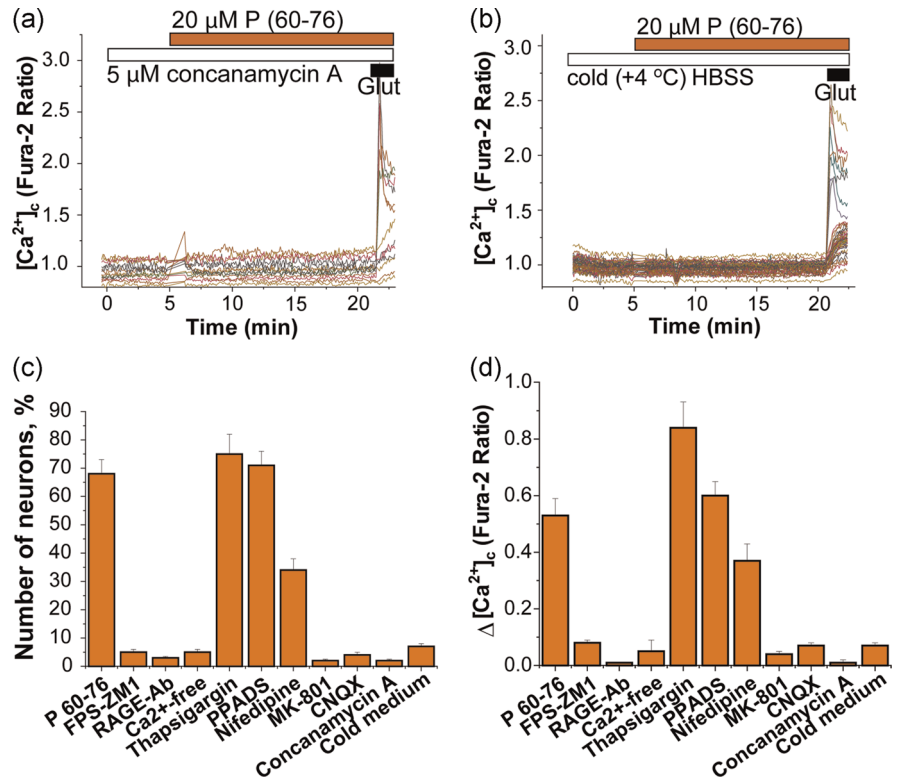 (a)
20 µM P (60-76)
5 µM concanamycin A
Glut
[Ca²⁺]c (Fura-2 Ratio)
3.0
2.5
2.0
1.5
1.0
0 5 10 15 20
Time (min)
(b)
20 µM P (60-76)
cold (+4 ºC) HBSS
Glut
[Ca²⁺]c (Fura-2 Ratio)
3.0
2.5
2.0
1.5
1.0
0 5 10 15 20
Time (min)
(c)
Number of neurons, %
90
80
70
60
50
40
30
20
10
0
P 60-76
FPS-ZM1
RAGE-Ab
Ca2+-free
Thapsigargin
PPADS
Nifedipine
MK-801
CNQX
Concanamycin A
Cold medium
(d)
Δ [Ca²⁺]c (Fura-2 Ratio)
1.0
0.8
0.6
0.4
0.2
0.0
P 60-76
FPS-ZM1
RAGE-Ab
Ca2+-free
Thapsigargin
PPADS
Nifedipine
MK-801
CNQX
Concanamycin A
Cold medium